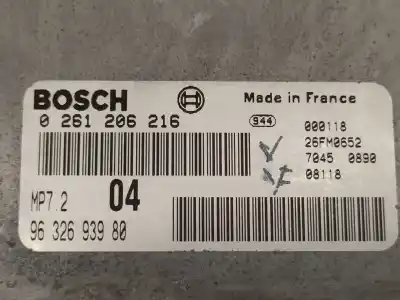 BOSCH
Made in France
0 261 206 216
944
000118
26FM0652
7045 0890
08118
MP7.2
04
96 326 939 80